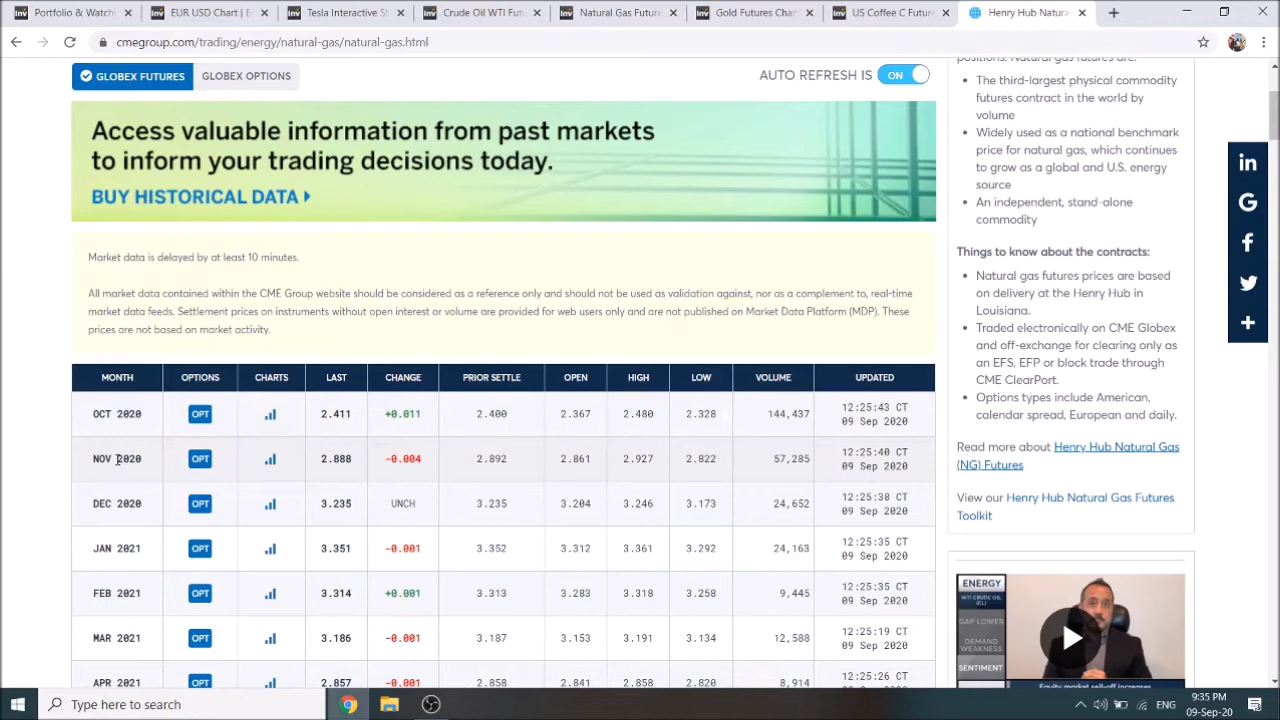 Portfolio & Watchl
EUR USD Chart | E
Tesla Interactive St
Crude Oil WTI Futu
Natural Gas Future
Gold Futures Chart
US Coffee C Future
Henry Hub Natura
cmegroup.com/trading/energy/natural-gas/natural-gas.html
GLOBEX FUTURES
GLOBEX OPTIONS
AUTO REFRESH IS ON
Access valuable information from past markets
to inform your trading decisions today.
BUY HISTORICAL DATA
Market data is delayed by at least 10 minutes.
All market data contained within the CME Group website should be considered as a reference only and should not be used as validation against, nor as a complement to, real-time
market data feeds. Settlement prices on instruments without open interest or volume are provided for web users only and are not published on Market Data Platform (MDP). These
prices are not based on market activity.
MONTH OPTIONS CHARTS LAST CHANGE PRIOR SETTLE OPEN HIGH LOW VOLUME UPDATED
OCT 2020 OPT 2.411 +0.011 2.400 2.367 2.480 2.328 144,437 12:25:43 CT
09 Sep 2020
NOV 2020 OPT 2.888 -0.004 2.892 2.861 2.927 2.822 57,285 12:25:40 CT
09 Sep 2020
DEC 2020 OPT 3.235 UNCH 3.235 3.204 3.246 3.173 24,652 12:25:38 CT
09 Sep 2020
JAN 2021 OPT 3.351 -0.001 3.352 3.312 3.361 3.292 24,163 12:25:35 CT
09 Sep 2020
FEB 2021 OPT 3.314 +0.001 3.313 3.283 3.318 3.258 9,445 12:25:35 CT
09 Sep 2020
MAR 2021 OPT 3.186 -0.001 3.187 3.153 3.191 3.134 12,588 12:25:19 CT
09 Sep 2020
APR 2021 OPT 2.857 -0.001 2.858 2.841 2.858 2.820 8,914 12:25:26 CT
positions. Natural gas futures are:
The third-largest physical commodity
futures contract in the world by
volume
Widely used as a national benchmark
price for natural gas, which continues
to grow as a global and U.S. energy
source
An independent, stand-alone
commodity
Things to know about the contracts:
Natural gas futures prices are based
on delivery at the Henry Hub in
Louisiana.
Traded electronically on CME Globex
and off-exchange for clearing only as
an EFS, EFP or block trade through
CME ClearPort.
Options types include American,
calendar spread, European and daily.
Read more about Henry Hub Natural Gas
(NG) Futures
View our Henry Hub Natural Gas Futures
Toolkit
ENERGY
WTI CRUDE OIL
(CL)
GAP LOWER
DEMAND
WEAKNESS
SENTIMENT
Equity market sell-off increases
Type here to search
ENG
9:35 PM
09-Sep-20